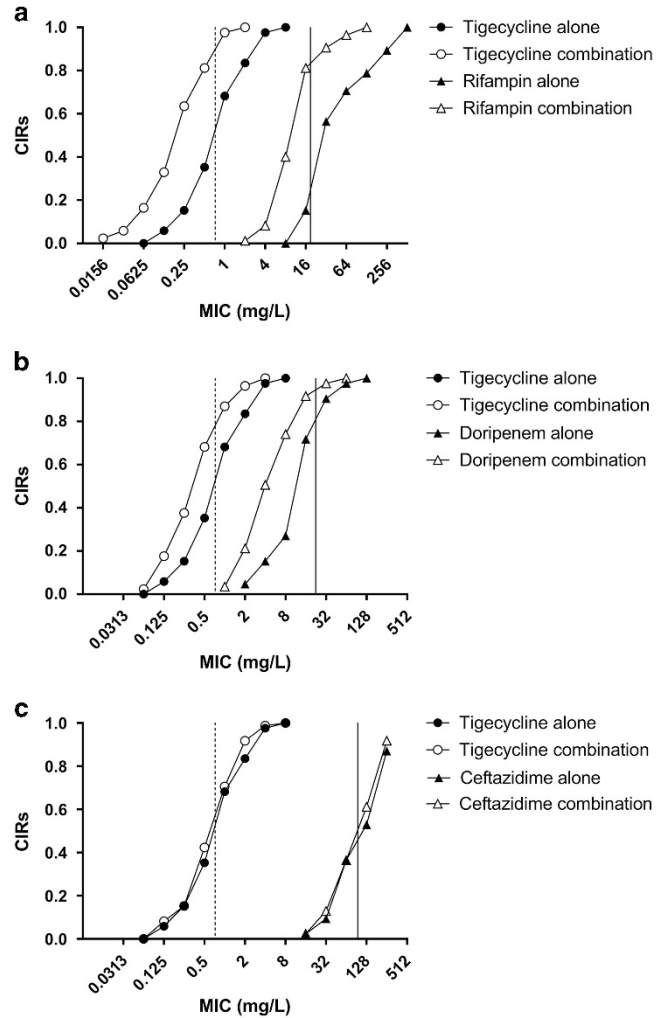 a
Tigecycline alone
Tigecycline combination
Rifampin alone
Rifampin combination
CIRs
1.0
0.8
0.6
0.4
0.2
0.0
0.0156 0.0625 0.25 1 4 16 64 256
MIC (mg/L)
b
Tigecycline alone
Tigecycline combination
Doripenem alone
Doripenem combination
CIRs
1.0
0.8
0.6
0.4
0.2
0.0
0.0313 0.125 0.5 2 8 32 128 512
MIC (mg/L)
c
Tigecycline alone
Tigecycline combination
Ceftazidime alone
Ceftazidime combination
CIRs
1.0
0.8
0.6
0.4
0.2
0.0
0.0313 0.125 0.5 2 8 32 128 512
MIC (mg/L)